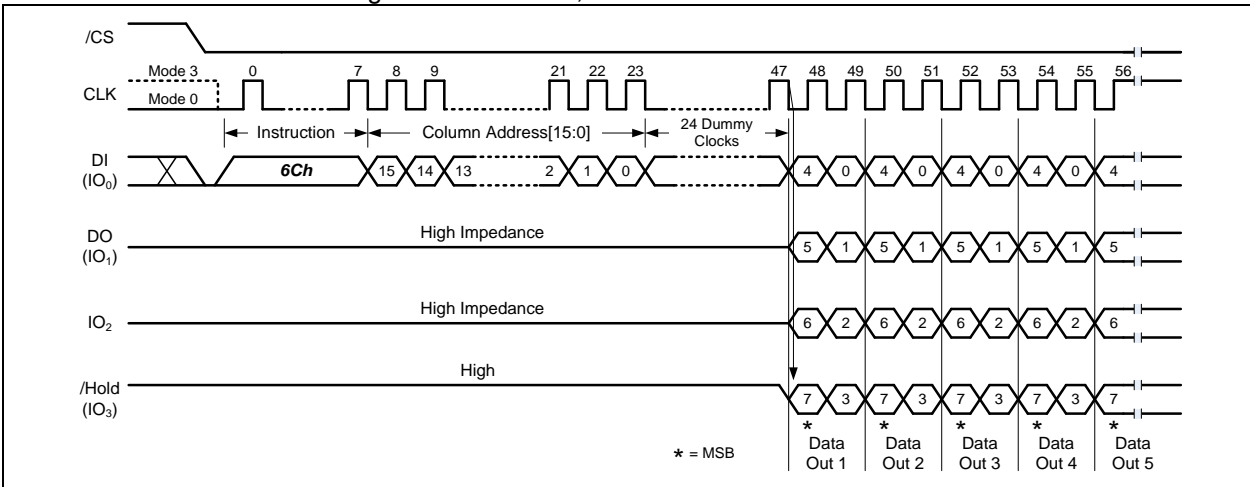 /CS
Mode 3 0 7 8 9 21 22 23 47 48 49 50 51 52 53 54 55 56
CLK
Mode 0
Instruction Column Address[15:0] 24 Dummy
Clocks
DI
(IO0)
6Ch 15 14 13 2 1 0 4 0 4 0 4 0 4 0 4
DO
(IO1)
High Impedance 5 1 5 1 5 1 5 1 5
IO2
High Impedance 6 2 6 2 6 2 6 2 6
/Hold
(IO3)
High 7 3 7 3 7 3 7 3 7
* * * * *
* = MSB
Data Data Data Data Data
Out 1 Out 2 Out 3 Out 4 Out 5